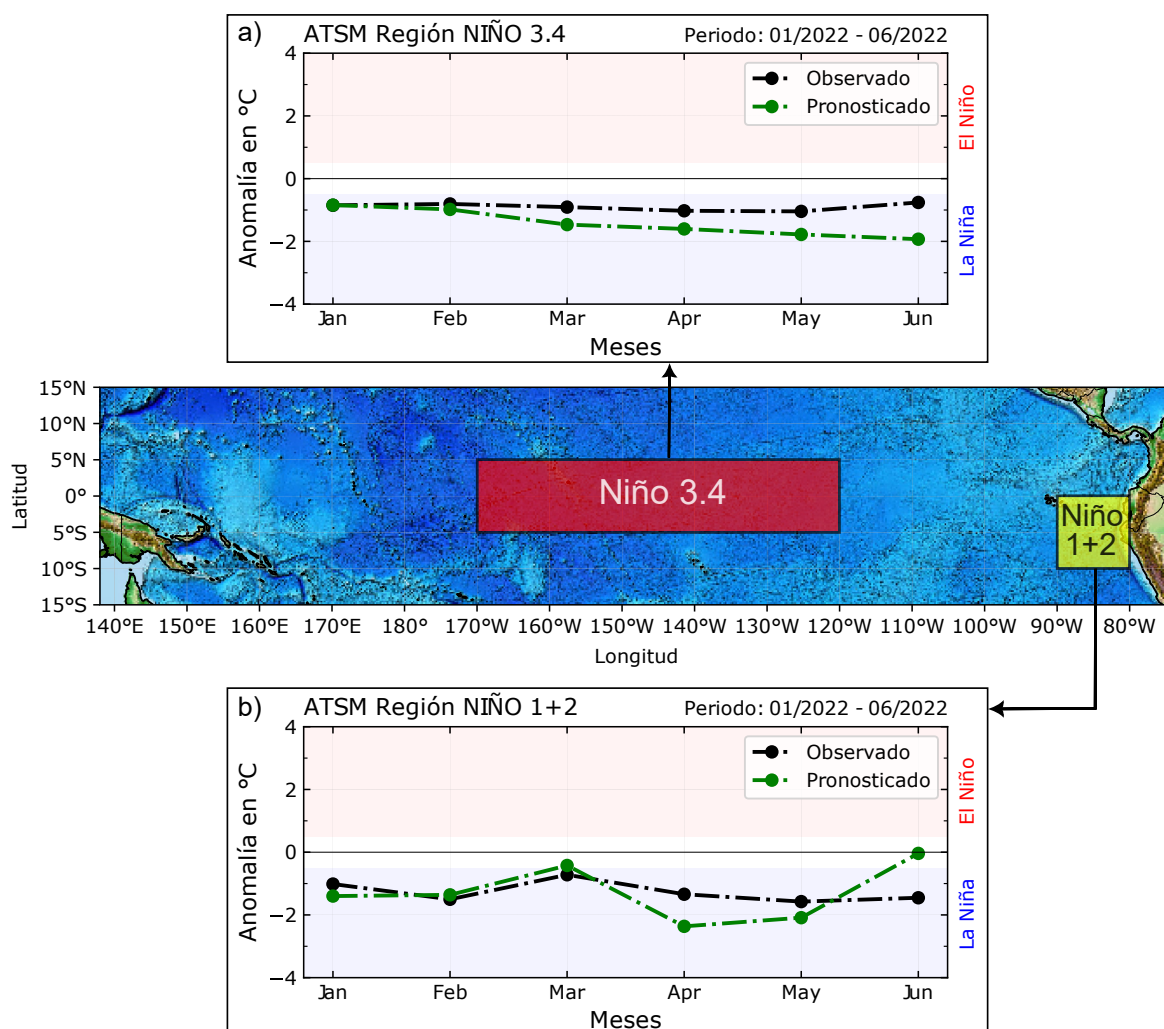 a) ATSM Región NIÑO 3.4 Periodo: 01/2022 - 06/2022
Anomalía en °C
4
2
0
−2
−4
Observado
Pronosticado
El Niño
La Niña
Jan Feb Mar Apr May Jun
Meses
Latitud
15°N
10°N
5°N
0°
5°S
10°S
15°S
Niño 3.4
Niño
1+2
140°E 150°E 160°E 170°E 180° 170°W 160°W 150°W 140°W 130°W 120°W 110°W 100°W 90°W 80°W
Longitud
b) ATSM Región NIÑO 1+2 Periodo: 01/2022 - 06/2022
Anomalía en °C
4
2
0
−2
−4
Observado
Pronosticado
El Niño
La Niña
Jan Feb Mar Apr May Jun
Meses